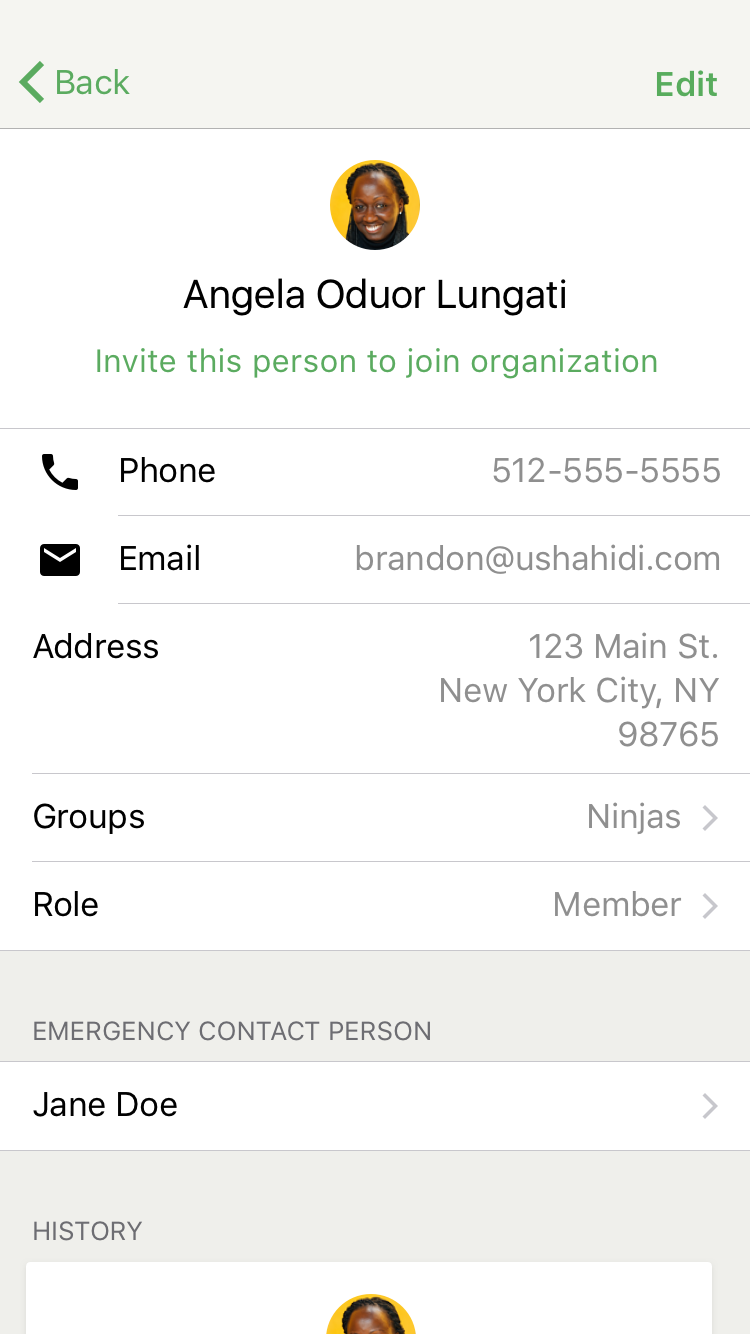 Back
Edit
Angela Oduor Lungati
Invite this person to join organization
Phone
512-555-5555
Email
brandon@ushahidi.com
Address
123 Main St.
New York City, NY
98765
Groups
Ninjas
Role
Member
EMERGENCY CONTACT PERSON
Jane Doe
HISTORY